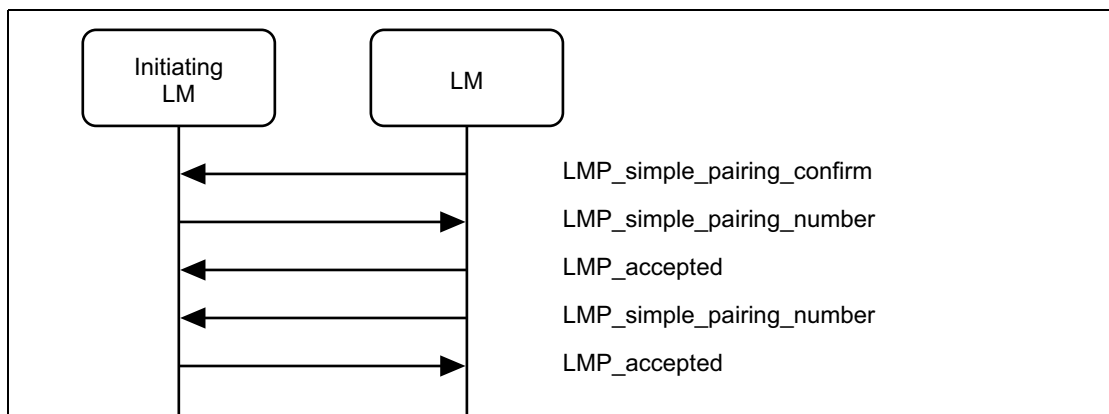 Initiating
LM
LM
LMP_simple_pairing_confirm
LMP_simple_pairing_number
LMP_accepted
LMP_simple_pairing_number
LMP_accepted